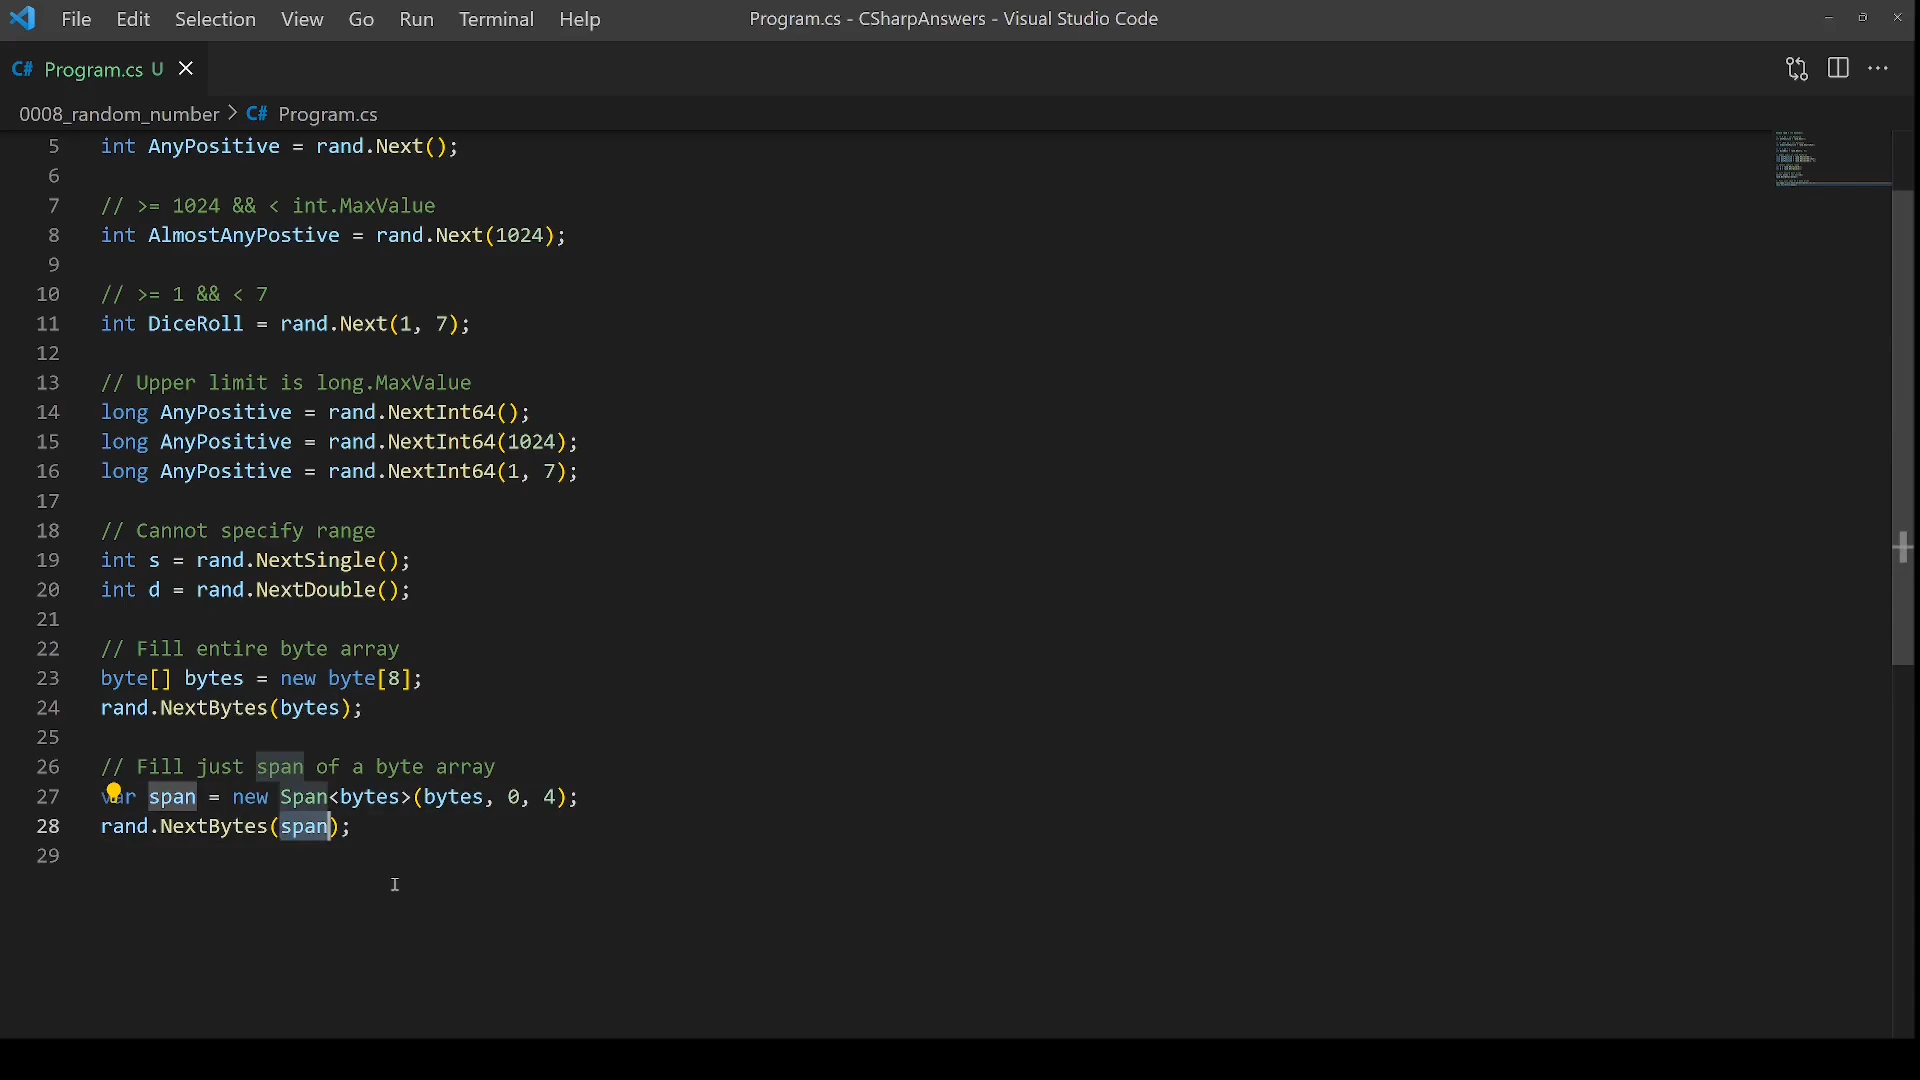 File Edit Selection View Go Run Terminal Help Program.cs - CSharpAnswers - Visual Studio Code
C# Program.cs U
0008_random_number > C# Program.cs
5 int AnyPositive = rand.Next();
6
7 // >= 1024 && < int.MaxValue
8 int AlmostAnyPostive = rand.Next(1024);
9
10 // >= 1 && < 7
11 int DiceRoll = rand.Next(1, 7);
12
13 // Upper limit is long.MaxValue
14 long AnyPositive = rand.NextInt64();
15 long AnyPositive = rand.NextInt64(1024);
16 long AnyPositive = rand.NextInt64(1, 7);
17
18 // Cannot specify range
19 int s = rand.NextSingle();
20 int d = rand.NextDouble();
21
22 // Fill entire byte array
23 byte[] bytes = new byte[8];
24 rand.NextBytes(bytes);
25
26 // Fill just span of a byte array
27 var span = new Span<bytes>(bytes, 0, 4);
28 rand.NextBytes(span);
29